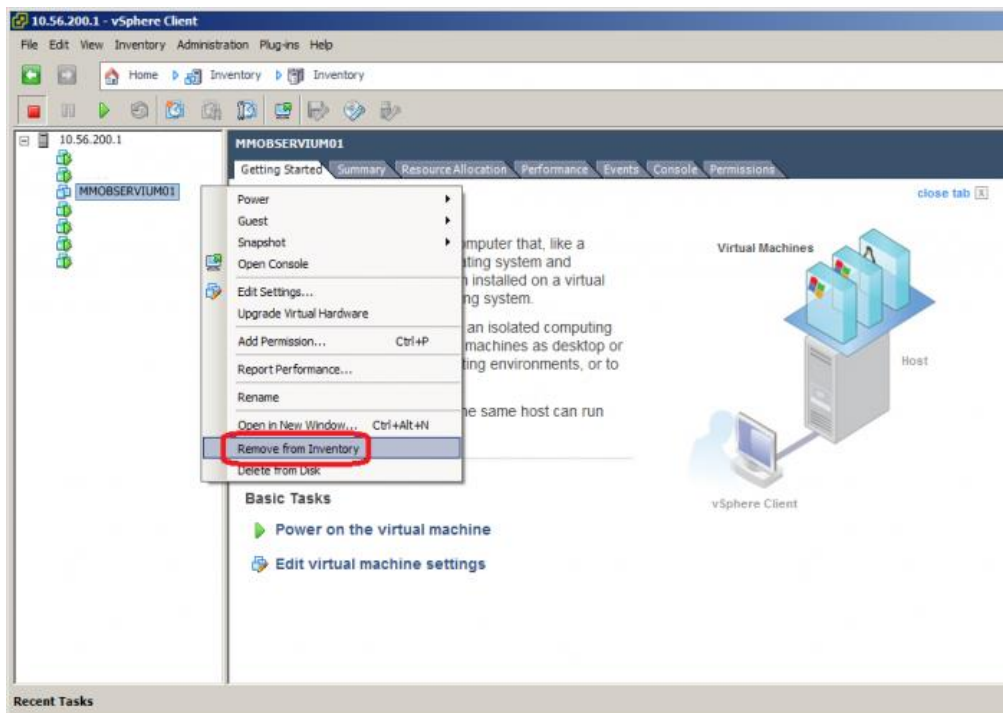 10.56.200.1 - vSphere Client
File Edit View Inventory Administration Plug-ins Help
Home Inventory Inventory
10.56.200.1
MMOBSERVIUM01
MMOBSERVIUM01
Getting Started Summary Resource Allocation Performance Events Console Permissions
close tab X
Power
Guest
Snapshot
Open Console
Edit Settings...
Upgrade Virtual Hardware
Add Permission... Ctrl+P
Report Performance...
Rename
Open in New Window... Ctrl+Alt+N
Remove from Inventory
Delete from Disk
computer that, like a
ating system and
n installed on a virtual
ng system.
an isolated computing
machines as desktop or
ting environments, or to
he same host can run
Virtual Machines
Host
vSphere Client
Basic Tasks
Power on the virtual machine
Edit virtual machine settings
Recent Tasks